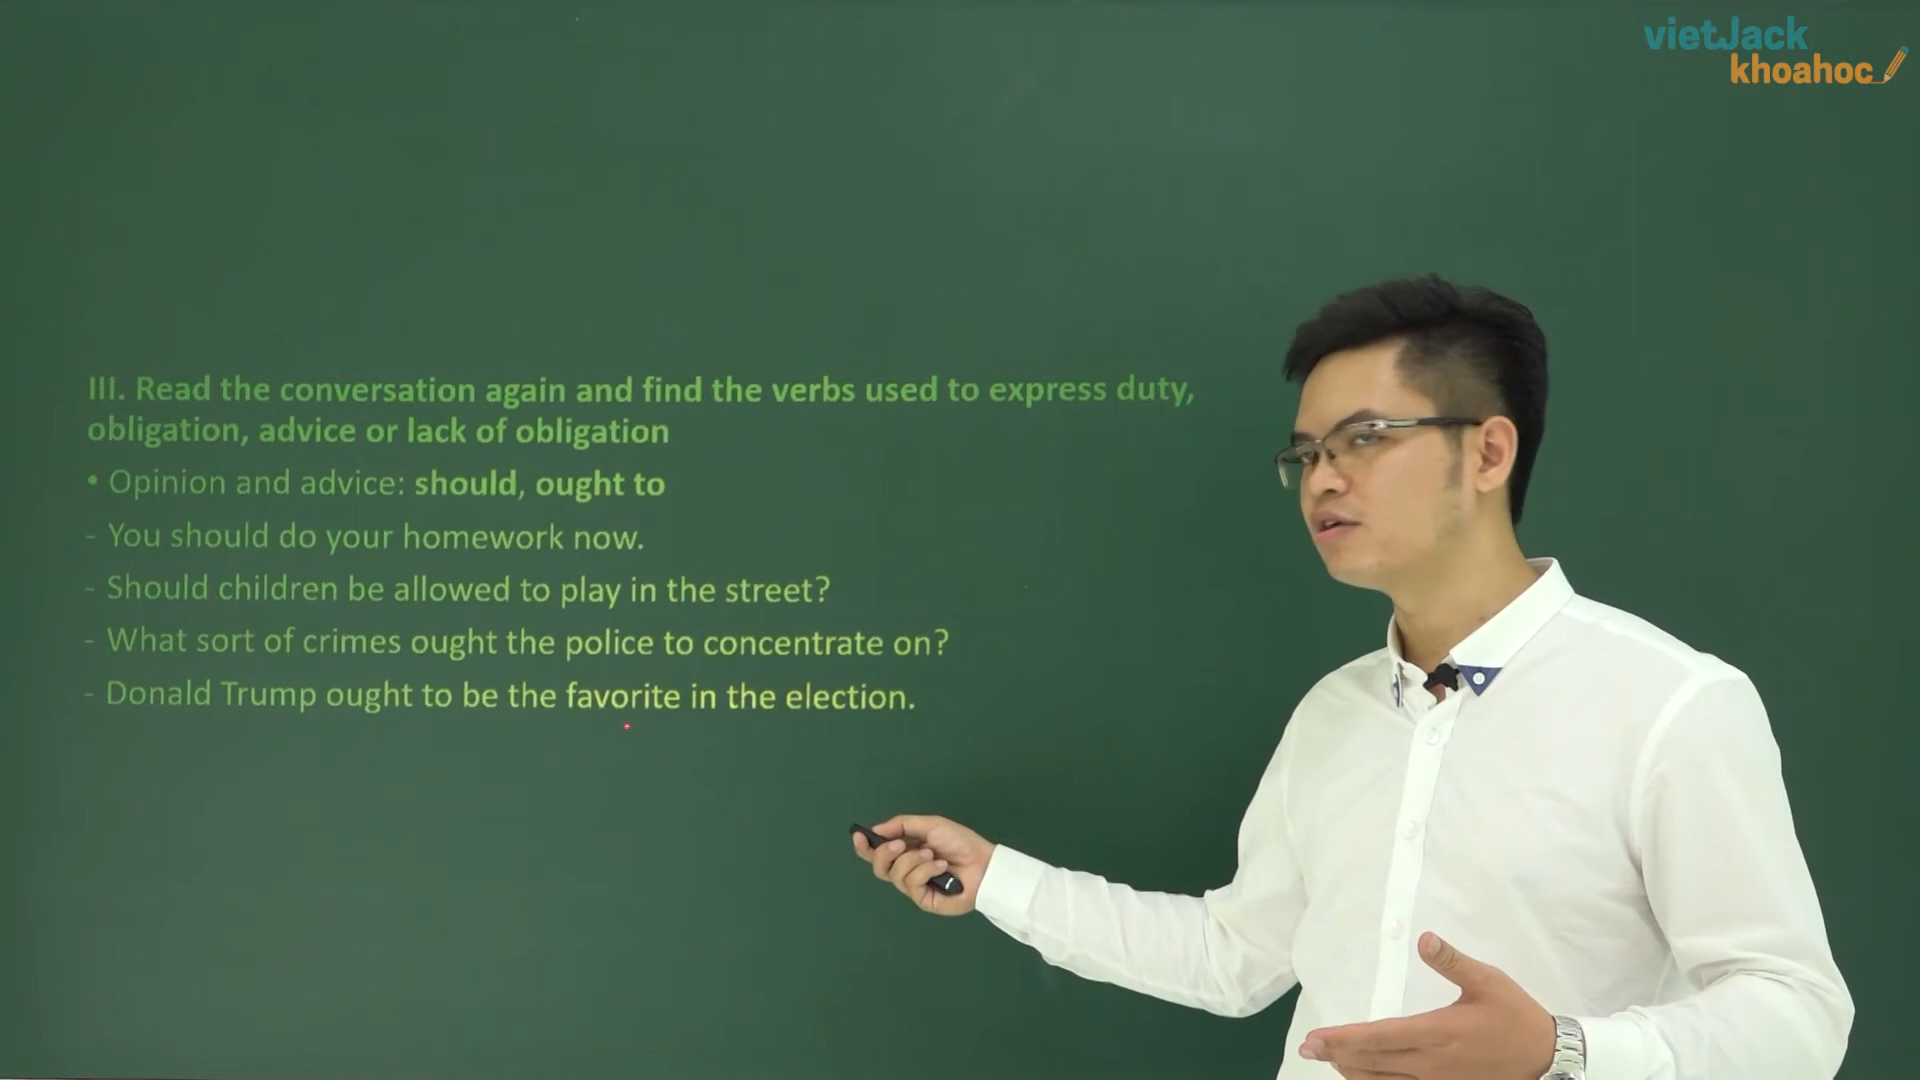 vietJack
khoahoc
III. Read the conversation again and find the verbs used to express duty,
obligation, advice or lack of obligation
• Opinion and advice: should, ought to
- You should do your homework now.
- Should children be allowed to play in the street?
- What sort of crimes ought the police to concentrate on?
- Donald Trump ought to be the favorite in the election.